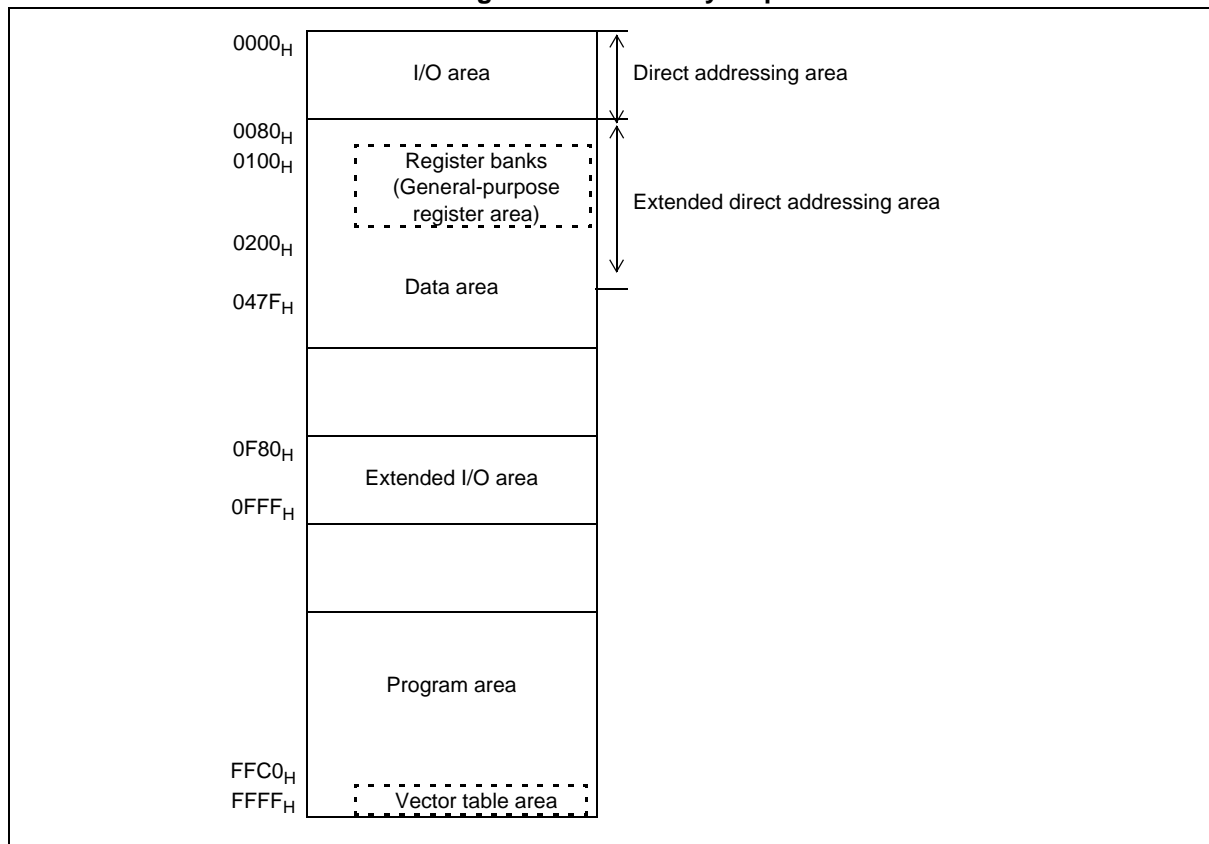 0000H
I/O area
Direct addressing area
0080H
0100H
Register banks
(General-purpose
register area)
Extended direct addressing area
0200H
Data area
047FH
0F80H
Extended I/O area
0FFFH
Program area
FFC0H
FFFFH
Vector table area